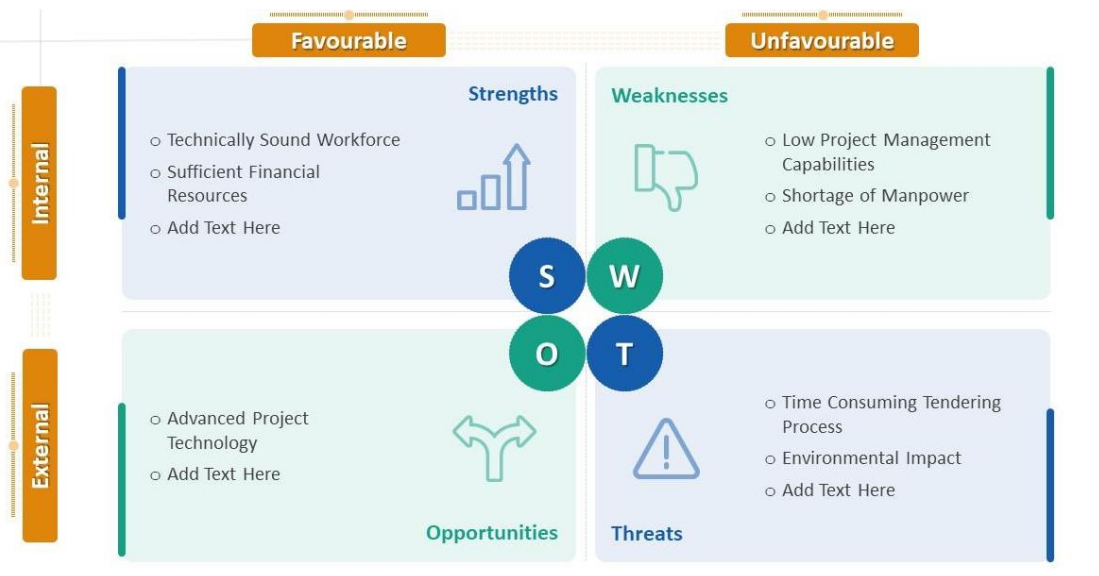 Favourable
Unfavourable
Internal
Strengths
Technically Sound Workforce
Sufficient Financial
Resources
Add Text Here
Weaknesses
Low Project Management
Capabilities
Shortage of Manpower
Add Text Here
S
W
O
T
External
Advanced Project
Technology
Add Text Here
Opportunities
Time Consuming Tendering
Process
Environmental Impact
Add Text Here
Threats